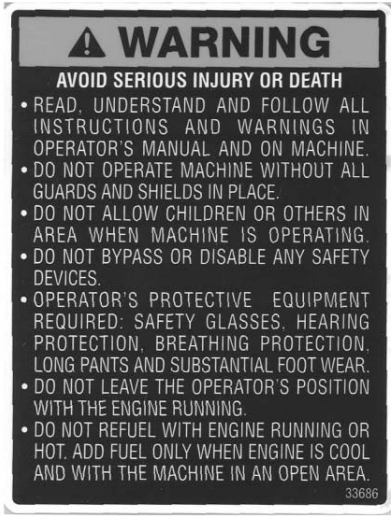 WARNING
AVOID SERIOUS INJURY OR DEATH
• READ, UNDERSTAND AND FOLLOW ALL
INSTRUCTIONS AND WARNINGS IN
OPERATOR'S MANUAL AND ON MACHINE.
• DO NOT OPERATE MACHINE WITHOUT ALL
GUARDS AND SHIELDS IN PLACE.
• DO NOT ALLOW CHILDREN OR OTHERS IN
AREA WHEN MACHINE IS OPERATING.
• DO NOT BYPASS OR DISABLE ANY SAFETY
DEVICES.
• OPERATOR'S PROTECTIVE EQUIPMENT
REQUIRED: SAFETY GLASSES, HEARING
PROTECTION, BREATHING PROTECTION,
LONG PANTS AND SUBSTANTIAL FOOT WEAR.
• DO NOT LEAVE THE OPERATOR'S POSITION
WITH THE ENGINE RUNNING.
• DO NOT REFUEL WITH ENGINE RUNNING OR
HOT. ADD FUEL ONLY WHEN ENGINE IS COOL
AND WITH THE MACHINE IN AN OPEN AREA.
33686